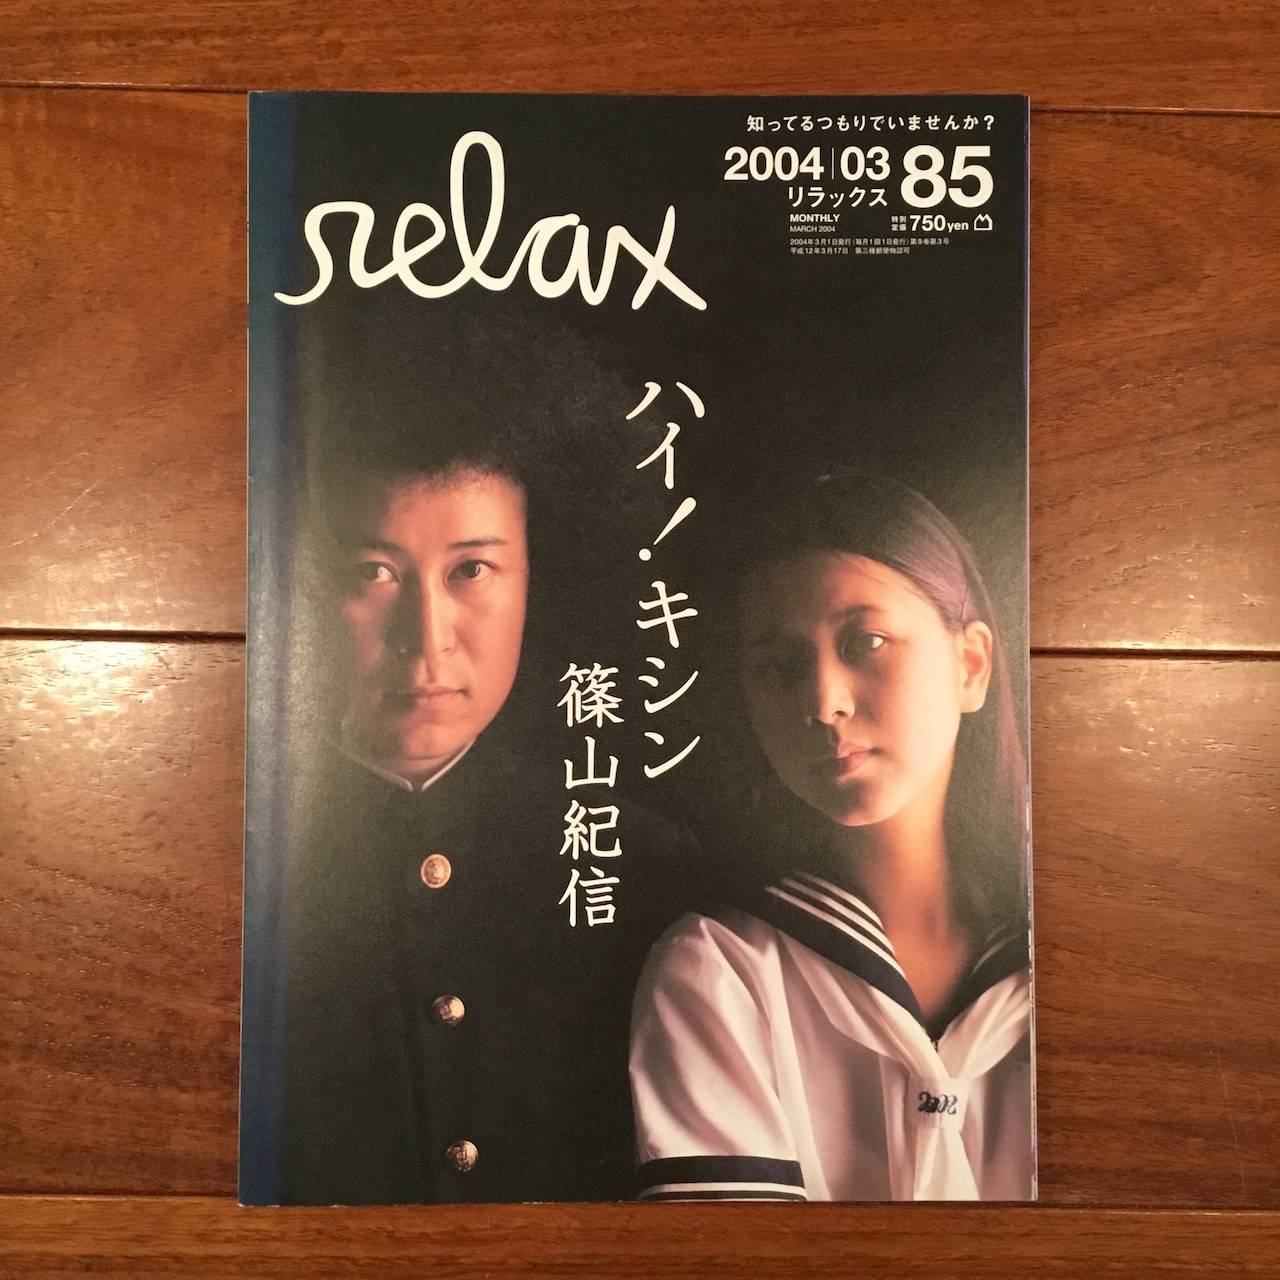 知ってるつもりでいませんか？
relax
2004|03
85
リラックス
MONTHLY
MARCH 2004
特別定価 750yen
2004年3月1日発行（毎月1回1日発行）第9巻第3号
平成12年3月17日 第三種郵便物認可
ハイ！キシン
篠山紀信